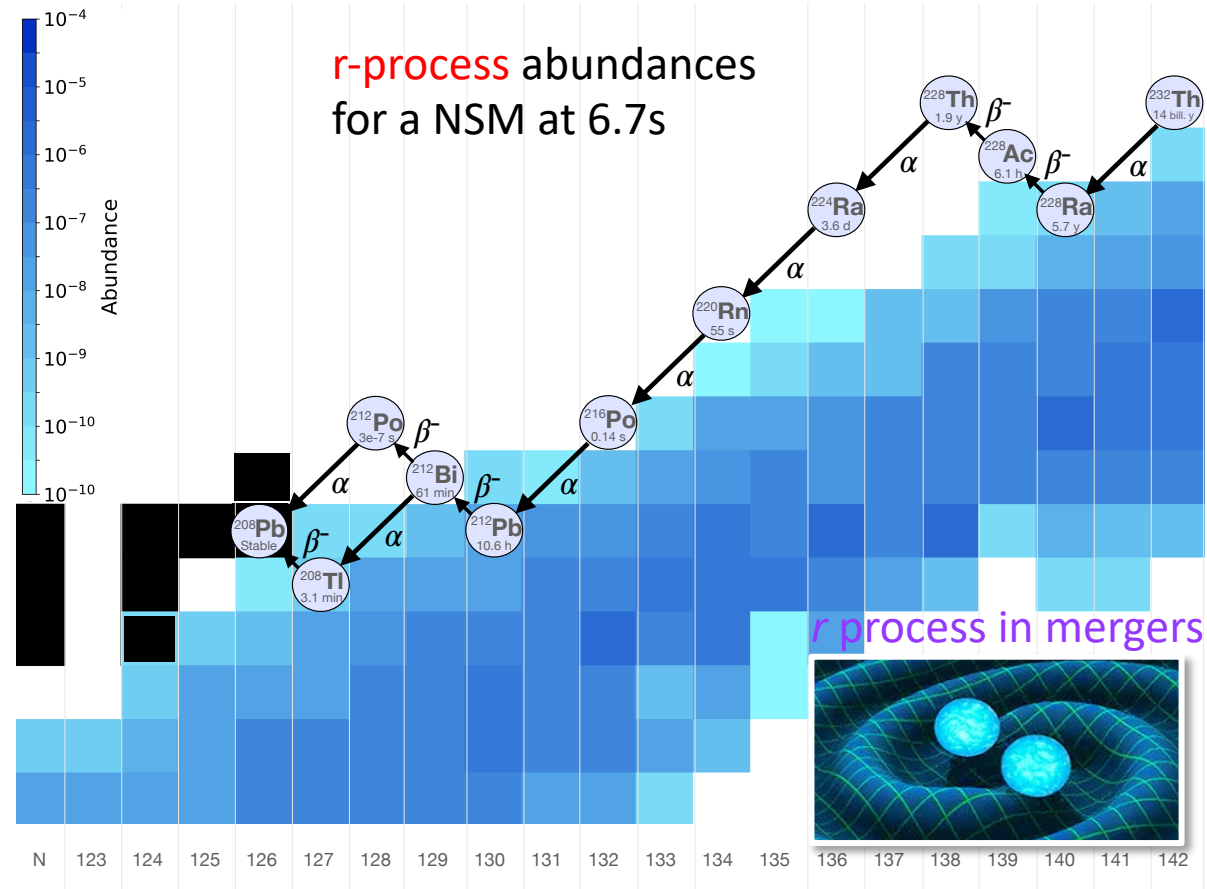 r-process abundances
for a NSM at 6.7s
10⁻⁴
10⁻⁵
10⁻⁶
10⁻⁷
10⁻⁸
10⁻⁹
10⁻¹⁰
10⁻¹⁰
Abundance
²²⁸Th
1.9 y
²³²Th
14 bill. y
β⁻
²²⁸Ac
6.1 h
β⁻
α
α
²²⁴Ra
3.6 d
²²⁸Ra
5.7 y
α
²²⁰Rn
55 s
α
²¹²Po
3e-7 s
β⁻
²¹⁶Po
0.14 s
²¹²Bi
61 min
α
β⁻
α
²⁰⁸Pb
Stable
β⁻
α
²¹²Pb
10.6 h
²⁰⁸Tl
3.1 min
r process in mergers
N 123 124 125 126 127 128 129 130 131 132 133 134 135 136 137 138 139 140 141 142